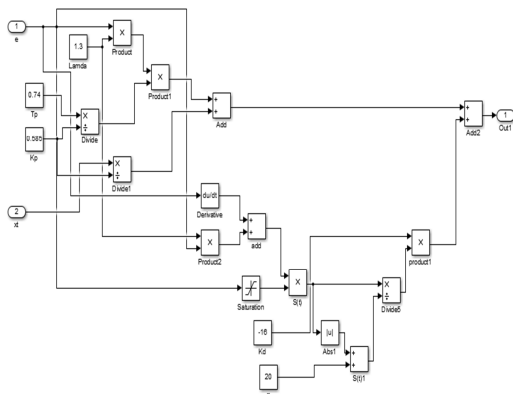 1
e
1.3
Lamda
×
Product
×
Product1
0.74
Tp
×
÷
Divide
0.585
Kp
+
+
Add
+
+
Add2
1
Out1
×
÷
Divide1
2
xt
du/dt
Derivative
×
Product2
+
+
add
×
product1
Saturation
×
S(t)
×
÷
Divide5
-16
Kd
|u|
Abs1
+
+
S(t)1
20